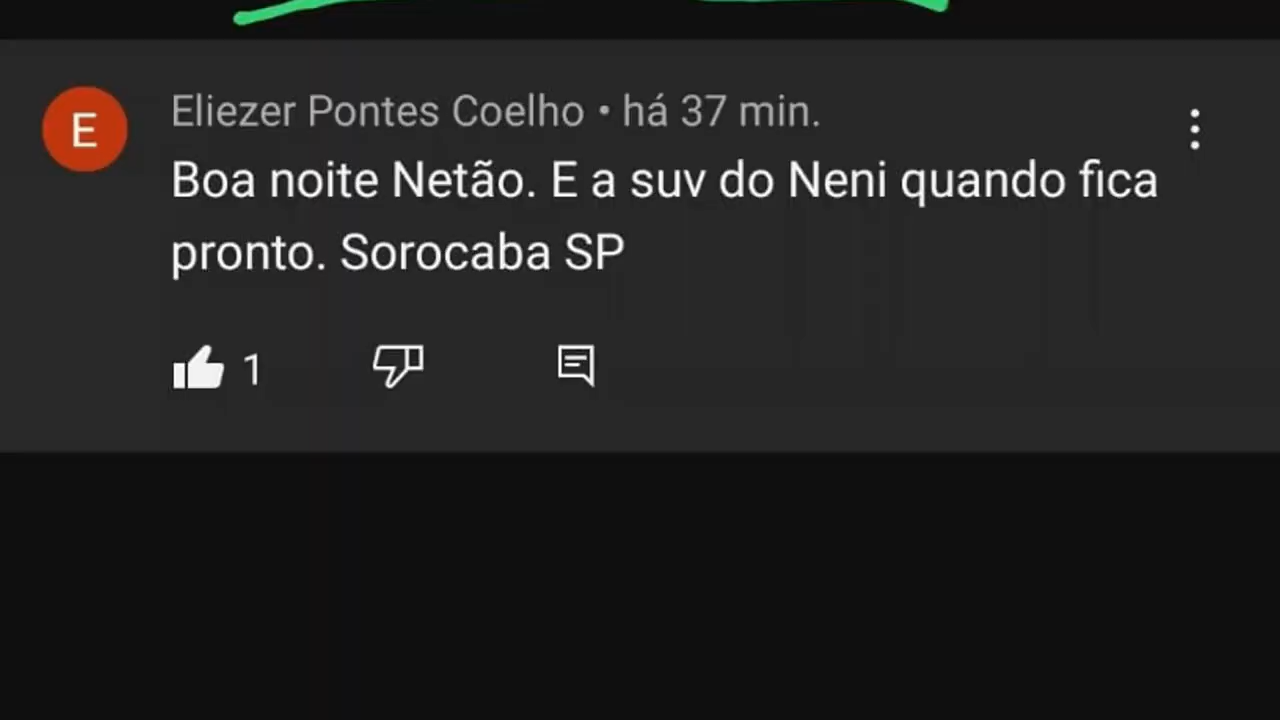 E
Eliezer Pontes Coelho • há 37 min.
Boa noite Netão. E a suv do Neni quando fica
pronto. Sorocaba SP
1